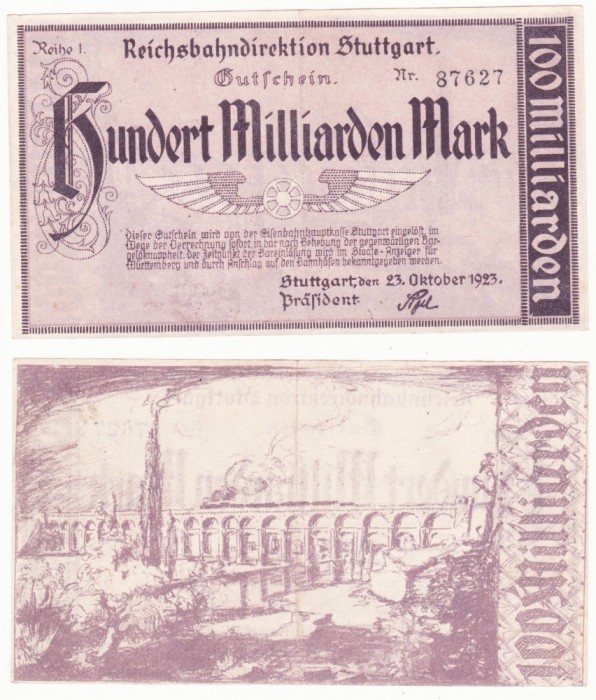 Reihe 1.
Reichsbahndirektion Stuttgart.
Gutschein. Nr. 87627
Hundert Milliarden Mark
Dieser Gutschein wird von der Eisenbahnhauptkasse Stuttgart eingelöst, im
Wege der Verrechnung sofort, in bar nach Behebung der gegenwärtigen Bar-
geldknappheit. Der Zeitpunkt der Bareinlösung wird im Staats-Anzeiger für
Württemberg und durch Anschlag auf den Bahnhöfen bekanntgegeben werden.
Stuttgart, den 23. Oktober 1923.
Präsident
100 Milliarden